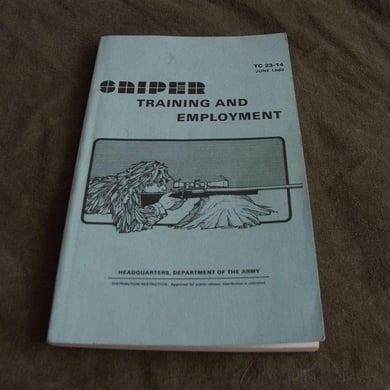 TC 23-14
JUNE 1989
SNIPER
TRAINING AND
EMPLOYMENT
HEADQUARTERS, DEPARTMENT OF THE ARMY
DISTRIBUTION RESTRICTION: Approved for public release; distribution is unlimited.